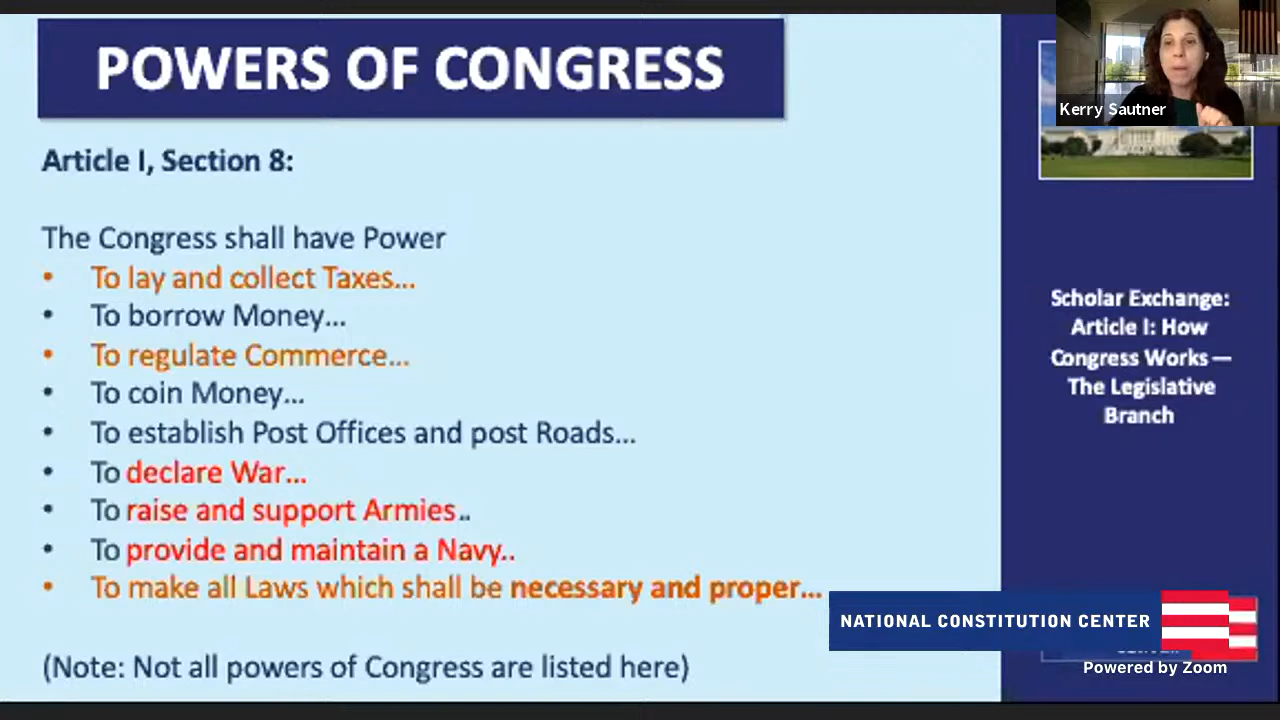 POWERS OF CONGRESS
Kerry Sautner
Article I, Section 8:
The Congress shall have Power
• To lay and collect Taxes...
• To borrow Money...
• To regulate Commerce...
• To coin Money...
• To establish Post Offices and post Roads...
• To declare War...
• To raise and support Armies..
• To provide and maintain a Navy..
• To make all Laws which shall be necessary and proper...
(Note: Not all powers of Congress are listed here)
Scholar Exchange:
Article I: How
Congress Works —
The Legislative
Branch
NATIONAL CONSTITUTION CENTER
Powered by Zoom